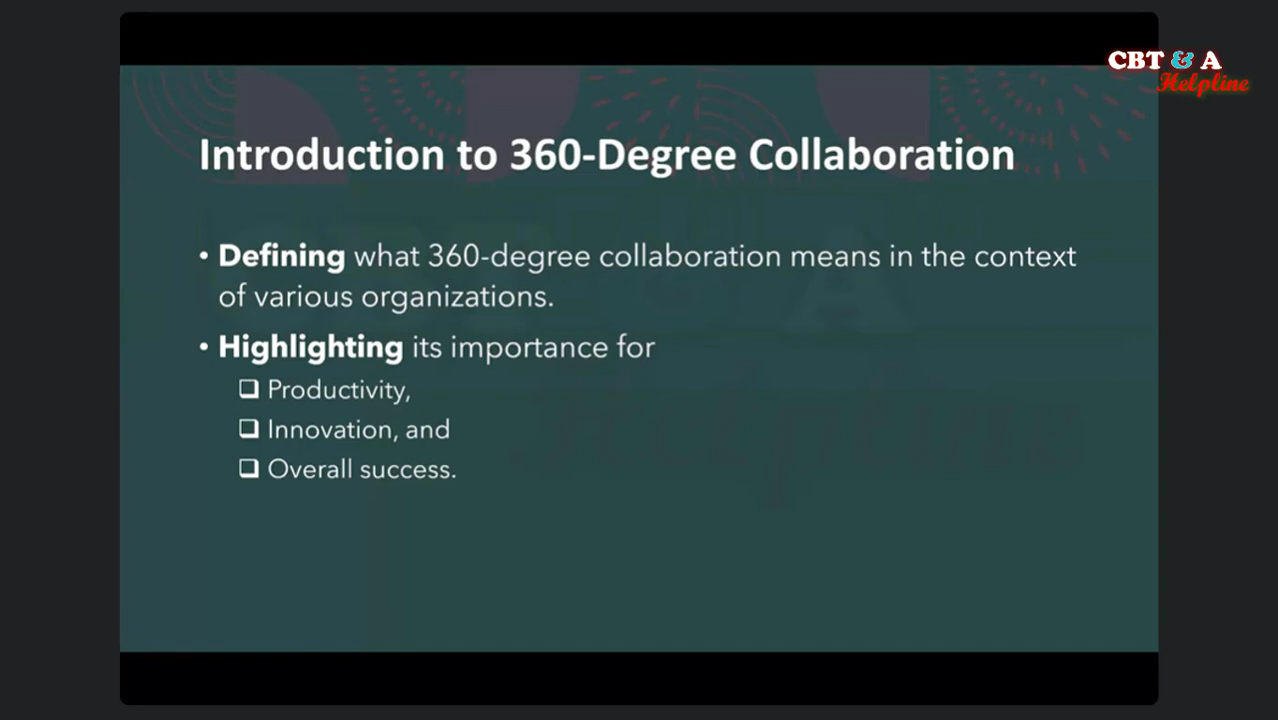 CBT & A
Helpline
Introduction to 360-Degree Collaboration
• Defining what 360-degree collaboration means in the context
of various organizations.
• Highlighting its importance for
❑ Productivity,
❑ Innovation, and
❑ Overall success.